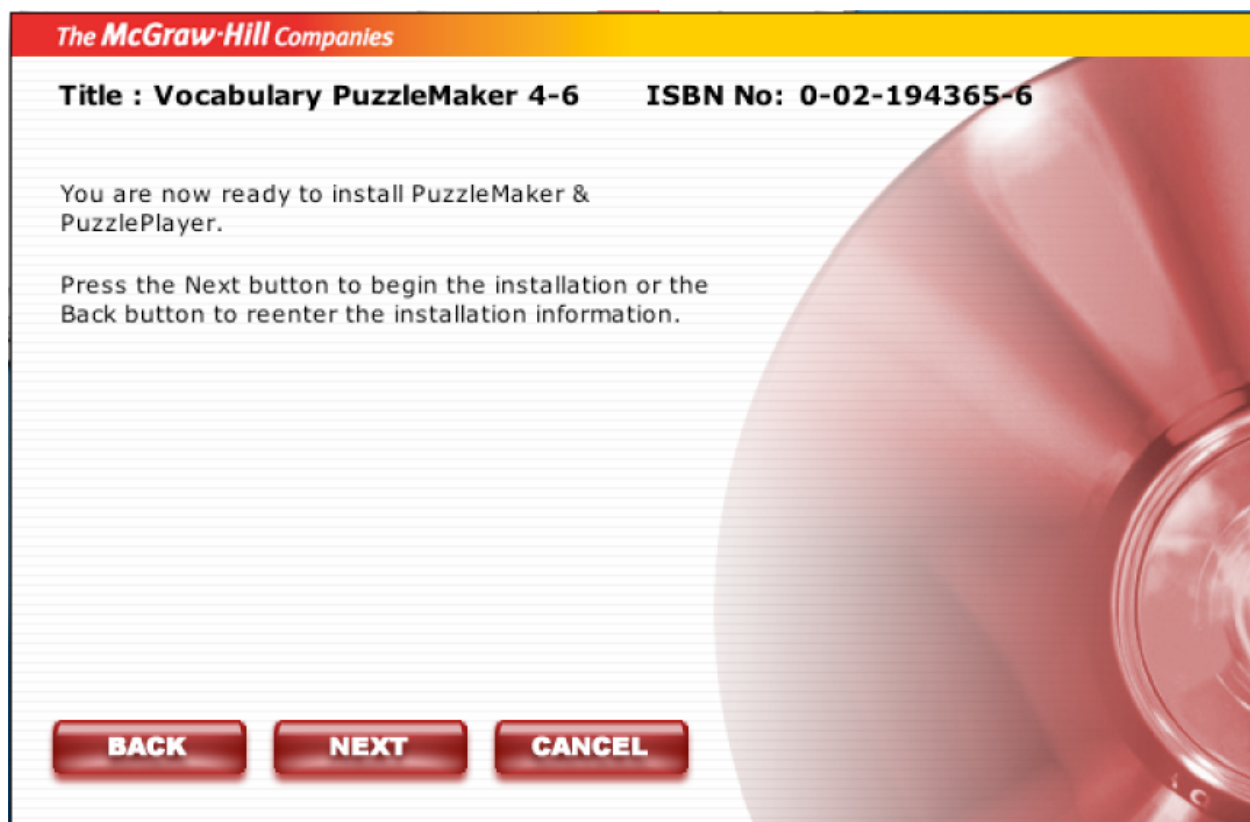 The McGraw·Hill Companies
Title : Vocabulary PuzzleMaker 4-6 ISBN No: 0-02-194365-6
You are now ready to install PuzzleMaker &
PuzzlePlayer.
Press the Next button to begin the installation or the
Back button to reenter the installation information.
BACK NEXT CANCEL